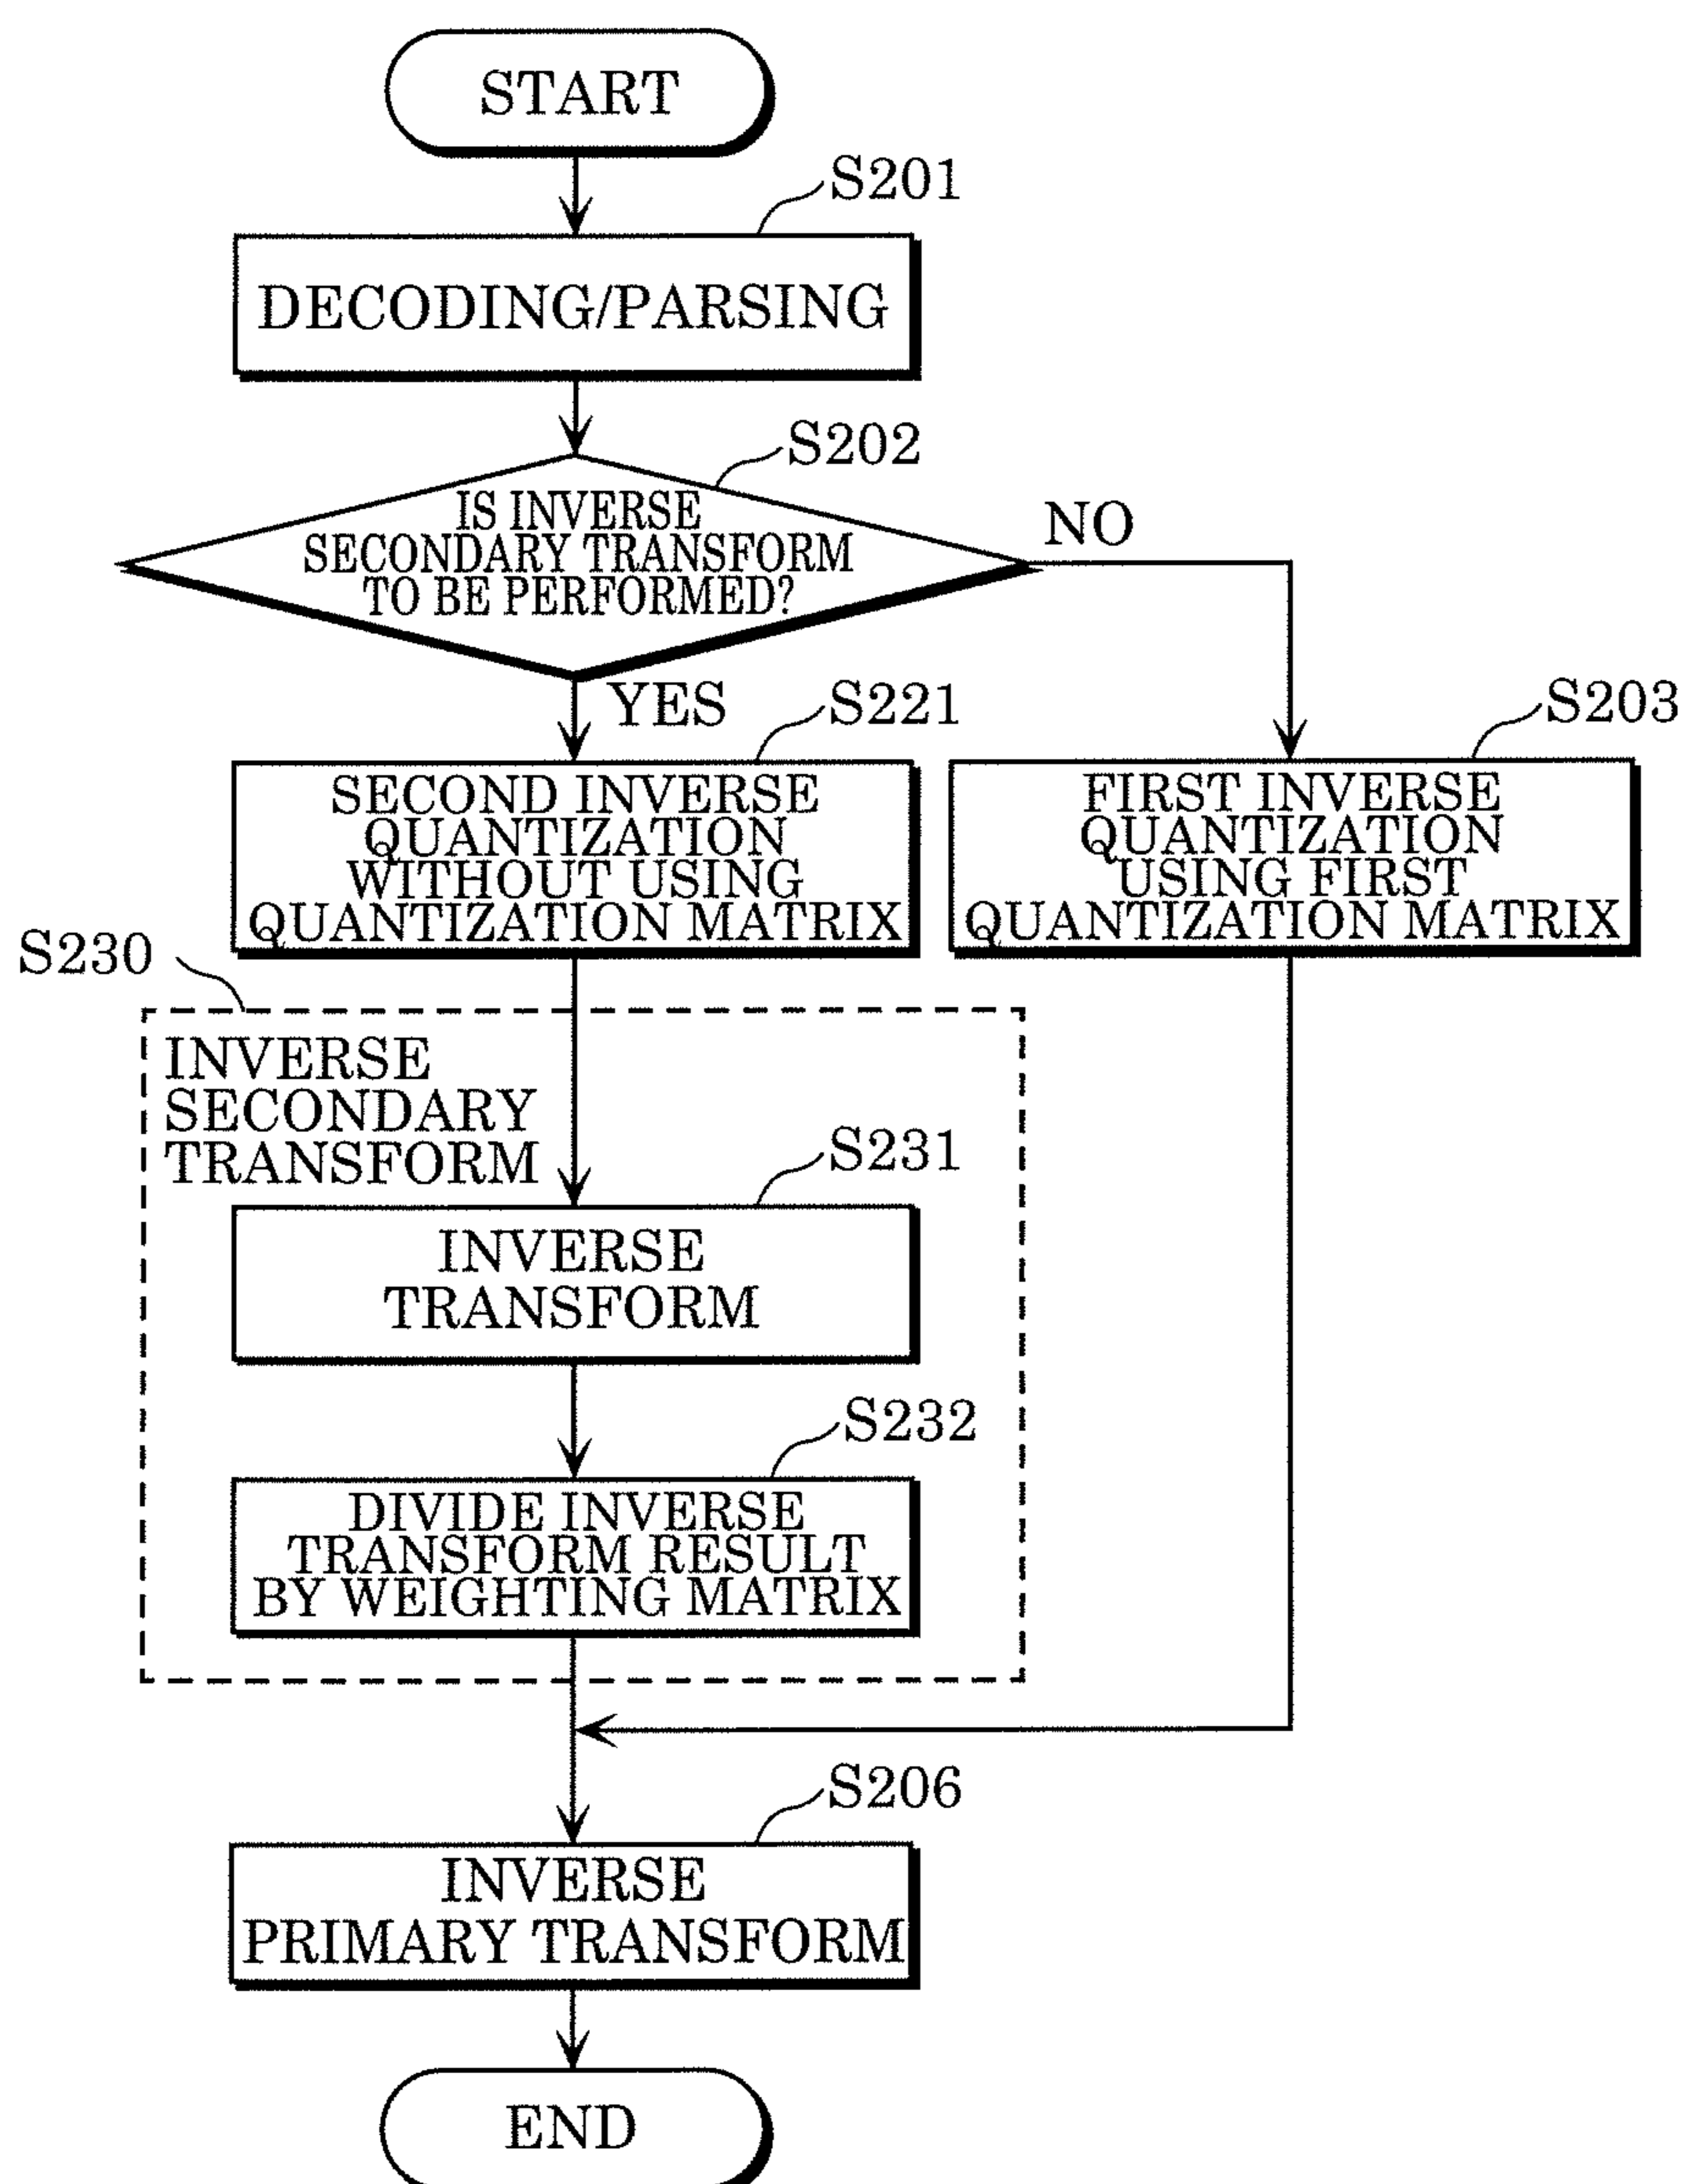 START
S201
DECODING/PARSING
S202
IS INVERSE
SECONDARY TRANSFORM
TO BE PERFORMED?
NO
YES
S221
S203
SECOND INVERSE
QUANTIZATION
WITHOUT USING
QUANTIZATION MATRIX
FIRST INVERSE
QUANTIZATION
USING FIRST
QUANTIZATION MATRIX
S230
INVERSE
SECONDARY
TRANSFORM
S231
INVERSE
TRANSFORM
S232
DIVIDE INVERSE
TRANSFORM RESULT
BY WEIGHTING MATRIX
S206
INVERSE
PRIMARY TRANSFORM
END